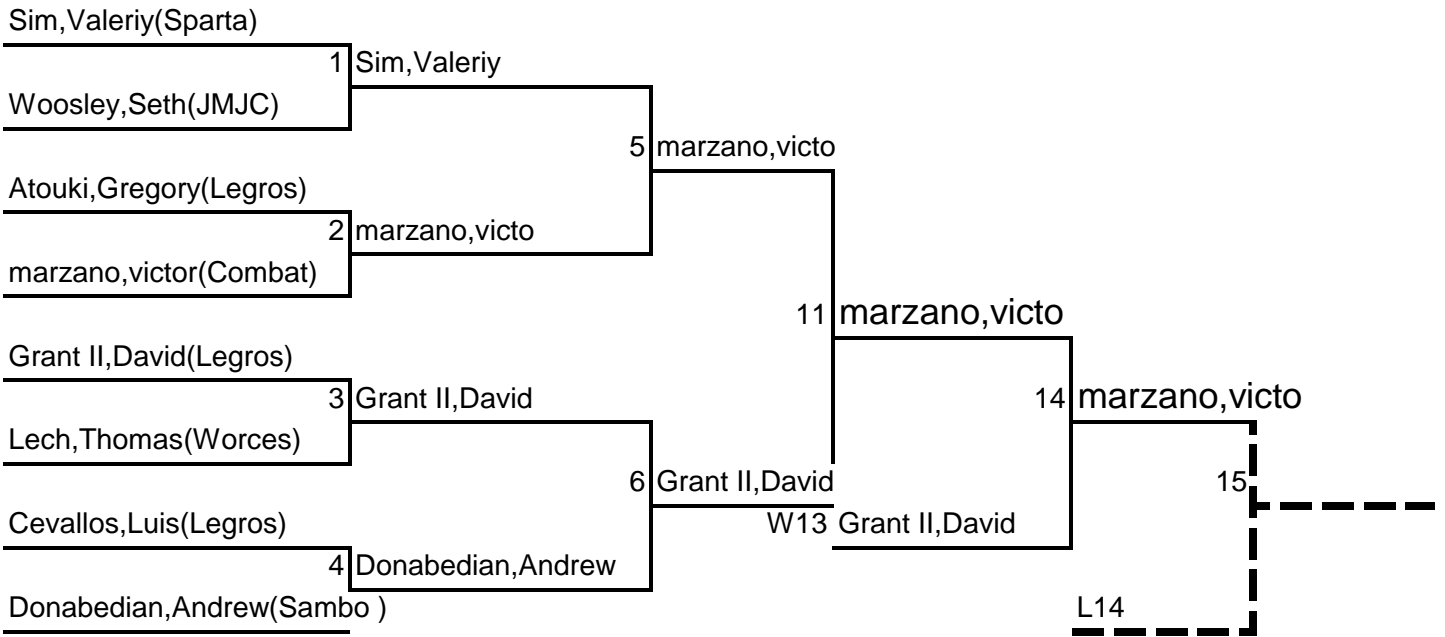 Sim,Valeriy(Sparta)
1 Sim,Valeriy
Woosley,Seth(JMJC)
5 marzano,victo
Atouki,Gregory(Legros)
2 marzano,victo
marzano,victor(Combat)
11 marzano,victo
Grant II,David(Legros)
3 Grant II,David
14 marzano,victo
Lech,Thomas(Worces)
6 Grant II,David
15
Cevallos,Luis(Legros)
W13 Grant II,David
4 Donabedian,Andrew
Donabedian,Andrew(Sambo )
L14